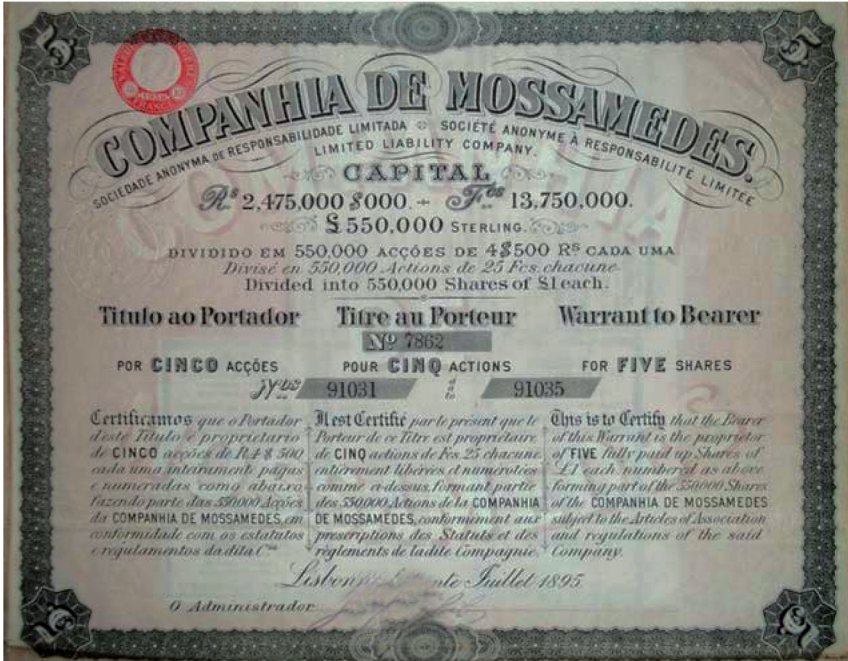 5 5
COMPANHIA DE MOSSAMEDES.
SOCIEDADE ANONYMA DE RESPONSABILIDADE LIMITADA SOCIÉTÉ ANONYME À RESPONSABILITÉ LIMITÉE
LIMITED LIABILITY COMPANY.
CAPITAL
Rs 2,475,000 $000. - Fcs 13,750,000.
£550,000 STERLING.
DIVIDIDO EM 550,000 ACÇÕES DE 4$500 Rs CADA UMA
Divisé en 550,000 Actions de 25 Fcs chacune.
Divided into 550,000 Shares of £1 each.
Titulo ao Portador Titre au Porteur Warrant to Bearer
No 7862
POR CINCO ACÇÕES POUR CINQ ACTIONS FOR FIVE SHARES
Nos 91031 91035
Certificamos que o Portador
d'este Titulo é proprietario
de CINCO acções de R. 4$500
cada uma inteiramente pagas
e numeradas como abaixo
fazendo parte das 550000 Acções
da COMPANHIA DE MOSSAMEDES, em
conformidade com os estatutos
e regulamentos da dita Cia
Il est Certifié par le présent que le
Porteur de ce Titre est propriétaire
de CINQ actions de Fcs. 25 chacune
entièrement libérées et numérotées
comme ci-dessus, formant partie
des 550,000 Actions de la COMPANHIA
DE MOSSAMEDES, conformiment aux
prescriptions des Statuts et des
règlements de ladite Compagnie.
This is to Certify that the Bearer
of this Warrant is the proprietor
of FIVE fully paid up Shares of
£1 each numbered as above
forming part of the 550000 Shares
of the COMPANHIA DE MOSSAMEDES
subject to the Articles of Association
and regulations of the said
Company.
Juillet 1895.
O Administrador
5 5